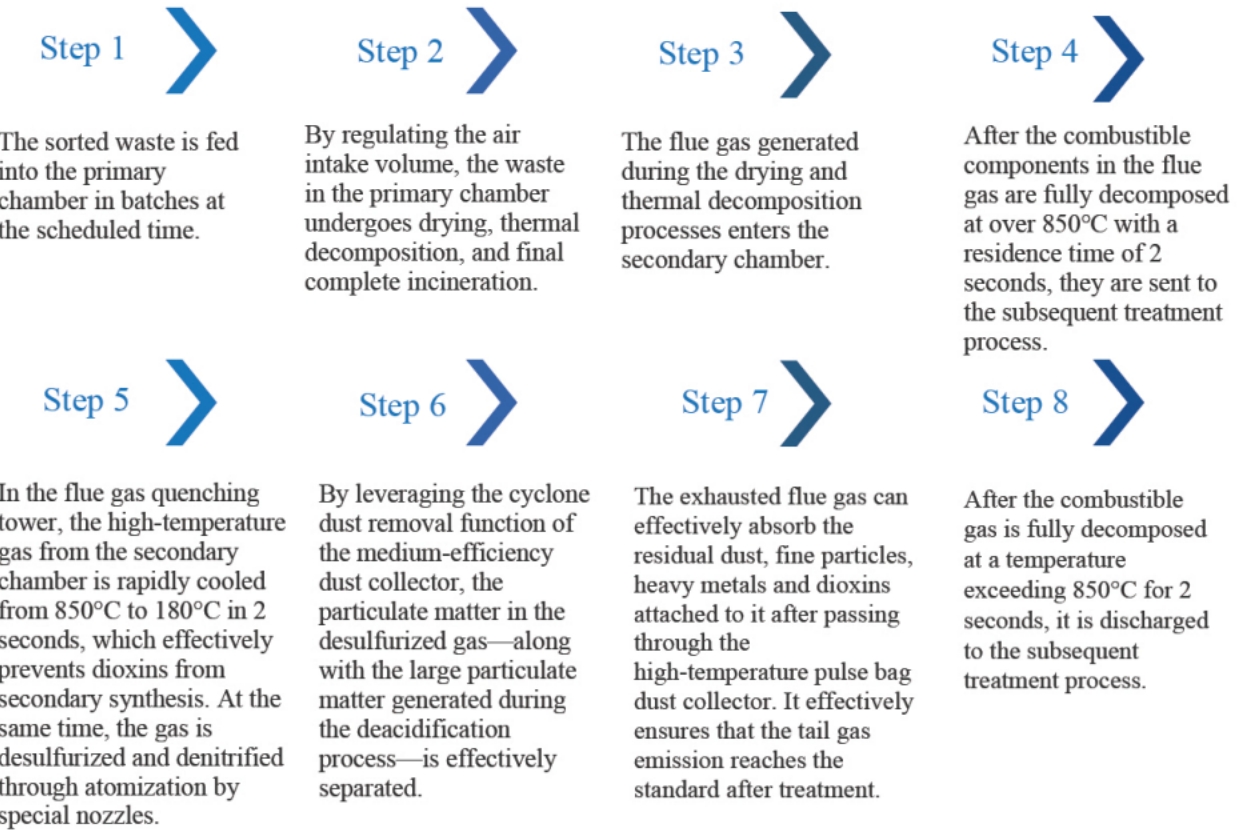 Step 1
The sorted waste is fed
into the primary
chamber in batches at
the scheduled time.
Step 2
By regulating the air
intake volume, the waste
in the primary chamber
undergoes drying, thermal
decomposition, and final
complete incineration.
Step 3
The flue gas generated
during the drying and
thermal decomposition
processes enters the
secondary chamber.
Step 4
After the combustible
components in the flue
gas are fully decomposed
at over 850°C with a
residence time of 2
seconds, they are sent to
the subsequent treatment
process.
Step 5
In the flue gas quenching
tower, the high-temperature
gas from the secondary
chamber is rapidly cooled
from 850°C to 180°C in 2
seconds, which effectively
prevents dioxins from
secondary synthesis. At the
same time, the gas is
desulfurized and denitrified
through atomization by
special nozzles.
Step 6
By leveraging the cyclone
dust removal function of
the medium-efficiency
dust collector, the
particulate matter in the
desulfurized gas—along
with the large particulate
matter generated during
the deacidification
process—is effectively
separated.
Step 7
The exhausted flue gas can
effectively absorb the
residual dust, fine particles,
heavy metals and dioxins
attached to it after passing
through the
high-temperature pulse bag
dust collector. It effectively
ensures that the tail gas
emission reaches the
standard after treatment.
Step 8
After the combustible
gas is fully decomposed
at a temperature
exceeding 850°C for 2
seconds, it is discharged
to the subsequent
treatment process.